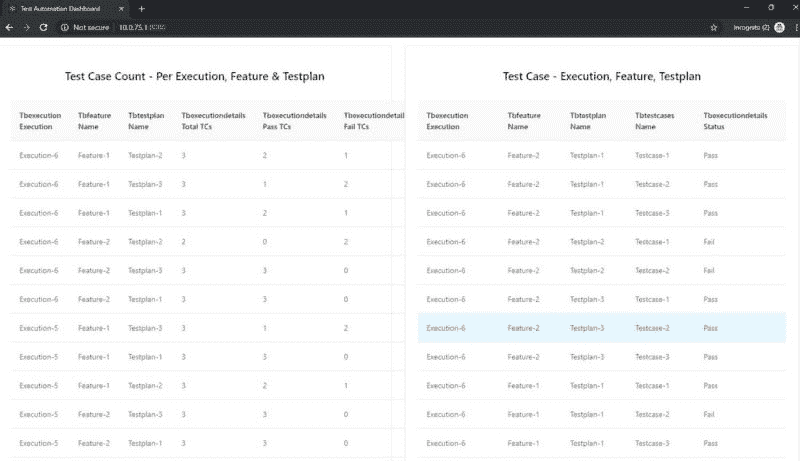 Test Automation Dashboard
Not secure 10.0.75.1
Incognito (2)
Test Case Count - Per Execution, Feature & Testplan
Tbexecution Execution Tbfeature Name Tbtestplan Name Tbexecutiondetails Total TCs Tbexecutiondetails Pass TCs Tbexecutiondetail Fail TCs
Execution-6 Feature-1 Testplan-2 3 2 1
Execution-6 Feature-1 Testplan-3 3 1 2
Execution-6 Feature-1 Testplan-1 3 2 1
Execution-6 Feature-2 Testplan-2 2 0 2
Execution-6 Feature-2 Testplan-3 3 3 0
Execution-6 Feature-2 Testplan-1 3 3 0
Execution-5 Feature-1 Testplan-3 3 1 2
Execution-5 Feature-1 Testplan-1 3 3 0
Execution-5 Feature-1 Testplan-2 3 2 1
Execution-5 Feature-2 Testplan-3 3 3 0
Execution-5 Feature-2 Testplan-1 3 3 0
Test Case - Execution, Feature, Testplan
Tbexecution Execution Tbfeature Name Tbtestplan Name Tbtestcases Name Tbexecutiondetails Status
Execution-6 Feature-2 Testplan-1 Testcase-1 Pass
Execution-6 Feature-2 Testplan-1 Testcase-2 Pass
Execution-6 Feature-2 Testplan-1 Testcase-3 Pass
Execution-6 Feature-2 Testplan-2 Testcase-1 Fail
Execution-6 Feature-2 Testplan-2 Testcase-2 Fail
Execution-6 Feature-2 Testplan-3 Testcase-1 Pass
Execution-6 Feature-2 Testplan-3 Testcase-2 Pass
Execution-6 Feature-2 Testplan-3 Testcase-3 Pass
Execution-6 Feature-1 Testplan-1 Testcase-1 Pass
Execution-6 Feature-1 Testplan-1 Testcase-2 Fail
Execution-6 Feature-1 Testplan-1 Testcase-3 Pass